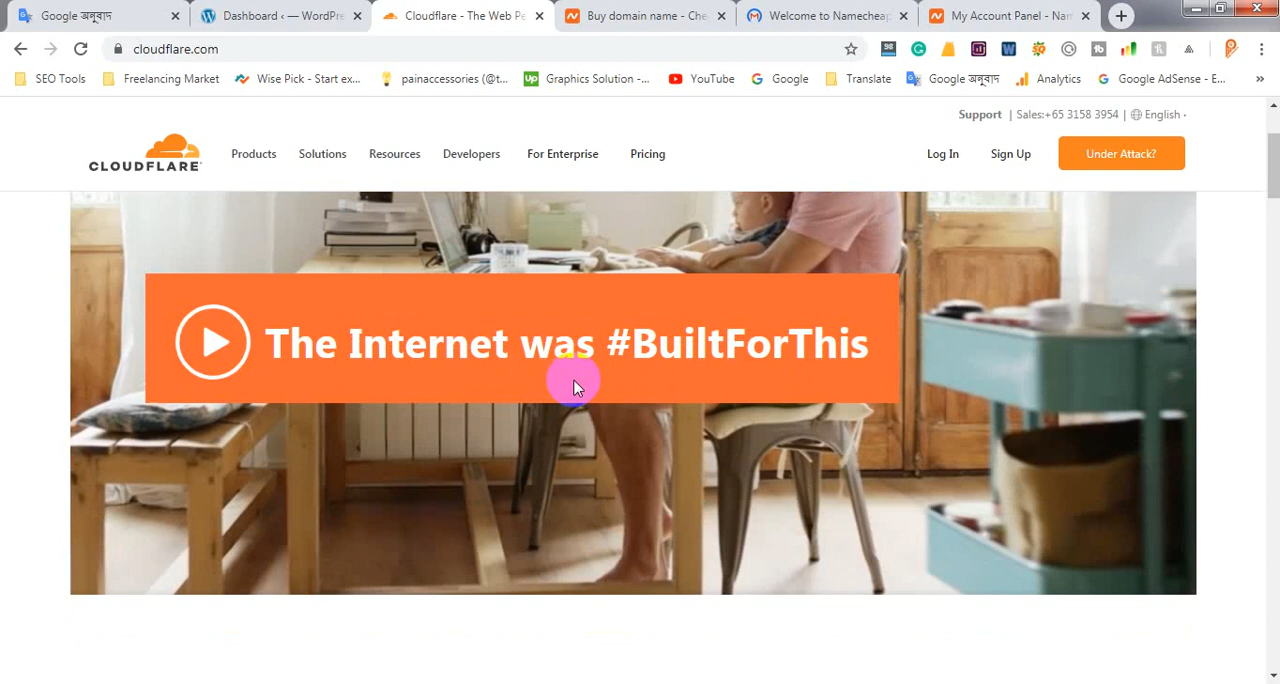 Google অনুবাদ
Dashboard ‹ — WordPre
Cloudflare - The Web Pe
Buy domain name - Che
Welcome to Namecheap
My Account Panel - Nam
cloudflare.com
98
SEO Tools
Freelancing Market
Wise Pick - Start ex...
painaccessories (@t...
Up Graphics Solution -...
YouTube
Google
Translate
Google অনুবাদ
Analytics
Google AdSense - E...
»
Support | Sales:+65 3158 3954 | English
CLOUDFLARE
Products
Solutions
Resources
Developers
For Enterprise
Pricing
Log In
Sign Up
Under Attack?
The Internet was #BuiltForThis